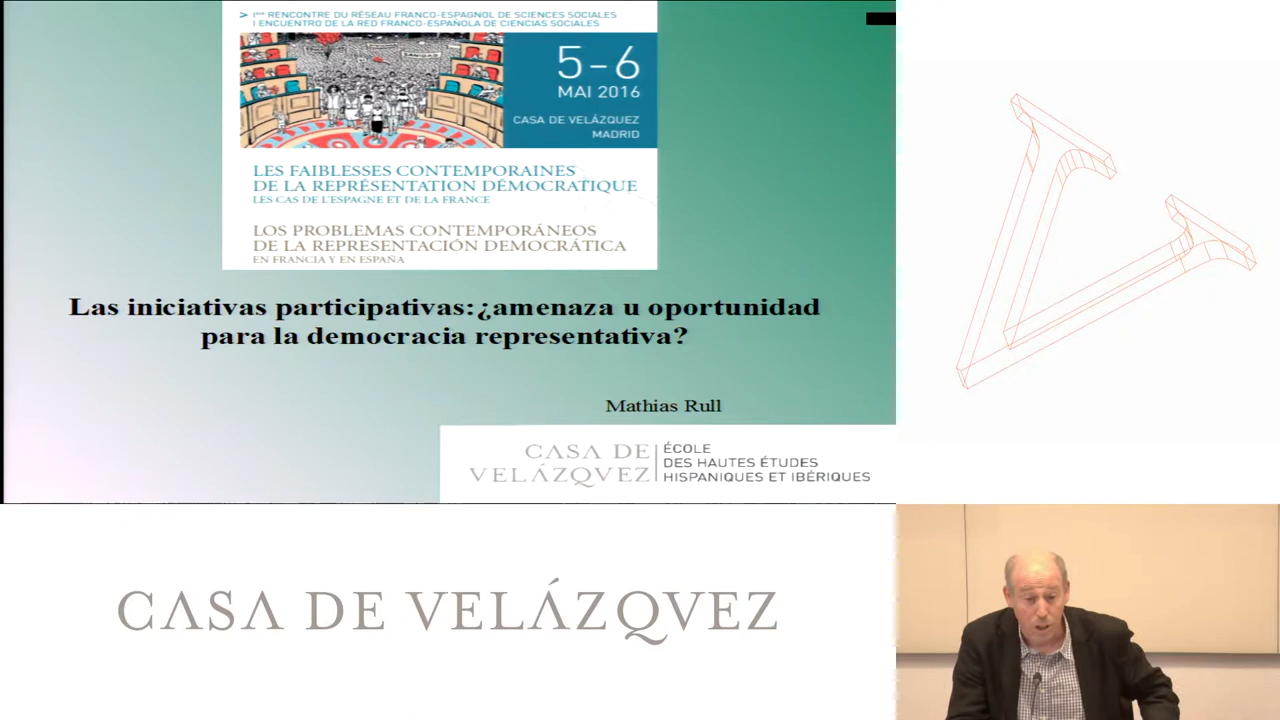 > Ière RENCONTRE DU RÉSEAU FRANCO-ESPAGNOL DE SCIENCES SOCIALES
I ENCUENTRO DE LA RED FRANCO-ESPAÑOLA DE CIENCIAS SOCIALES
5-6
MAI 2016
CASA DE VELÁZQUEZ
MADRID
LES FAIBLESSES CONTEMPORAINES
DE LA REPRÉSENTATION DÉMOCRATIQUE
LES CAS DE L'ESPAGNE ET DE LA FRANCE
LOS PROBLEMAS CONTEMPORÁNEOS
DE LA REPRESENTACIÓN DEMOCRÁTICA
EN FRANCIA Y EN ESPAÑA
Las iniciativas participativas:¿amenaza u oportunidad
para la democracia representativa?
Mathias Rull
CASA DE
VELÁZQVEZ
ÉCOLE
DES HAUTES ÉTUDES
HISPANIQUES ET IBÉRIQUES
CASA DE VELÁZQVEZ